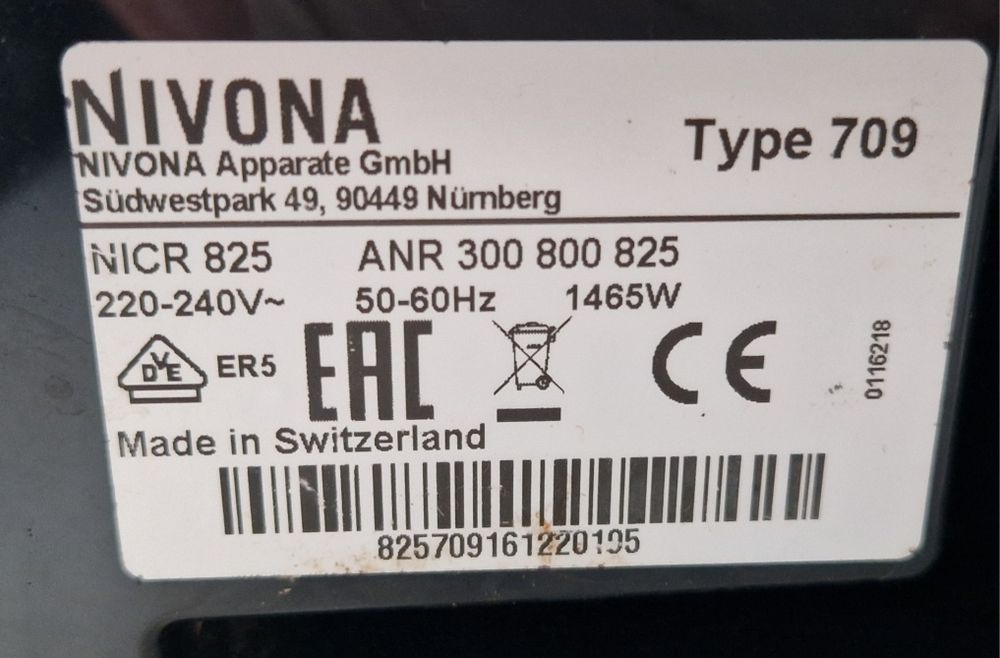 NIVONA
NIVONA Apparate GmbH
Südwestpark 49, 90449 Nürnberg
Type 709
NICR 825 ANR 300 800 825
220-240V~ 50-60Hz 1465W
VDE ER5 EAC CE
0116218
Made in Switzerland
825709161220105